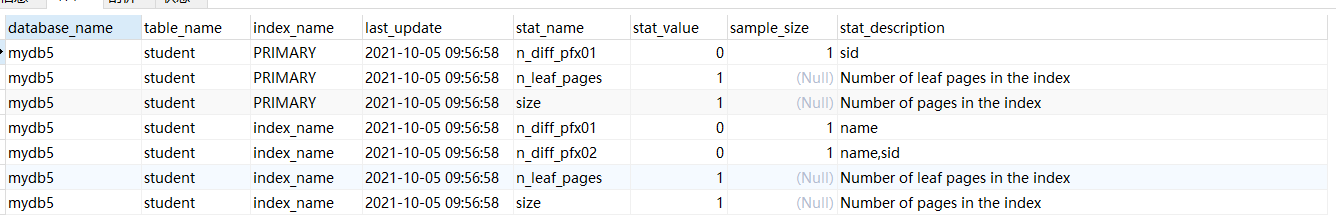 database_name table_name index_name last_update stat_name stat_value sample_size stat_description
mydb5 student PRIMARY 2021-10-05 09:56:58 n_diff_pfx01 0 1 sid
mydb5 student PRIMARY 2021-10-05 09:56:58 n_leaf_pages 1 (Null) Number of leaf pages in the index
mydb5 student PRIMARY 2021-10-05 09:56:58 size 1 (Null) Number of pages in the index
mydb5 student index_name 2021-10-05 09:56:58 n_diff_pfx01 0 1 name
mydb5 student index_name 2021-10-05 09:56:58 n_diff_pfx02 0 1 name,sid
mydb5 student index_name 2021-10-05 09:56:58 n_leaf_pages 1 (Null) Number of leaf pages in the index
mydb5 student index_name 2021-10-05 09:56:58 size 1 (Null) Number of pages in the index